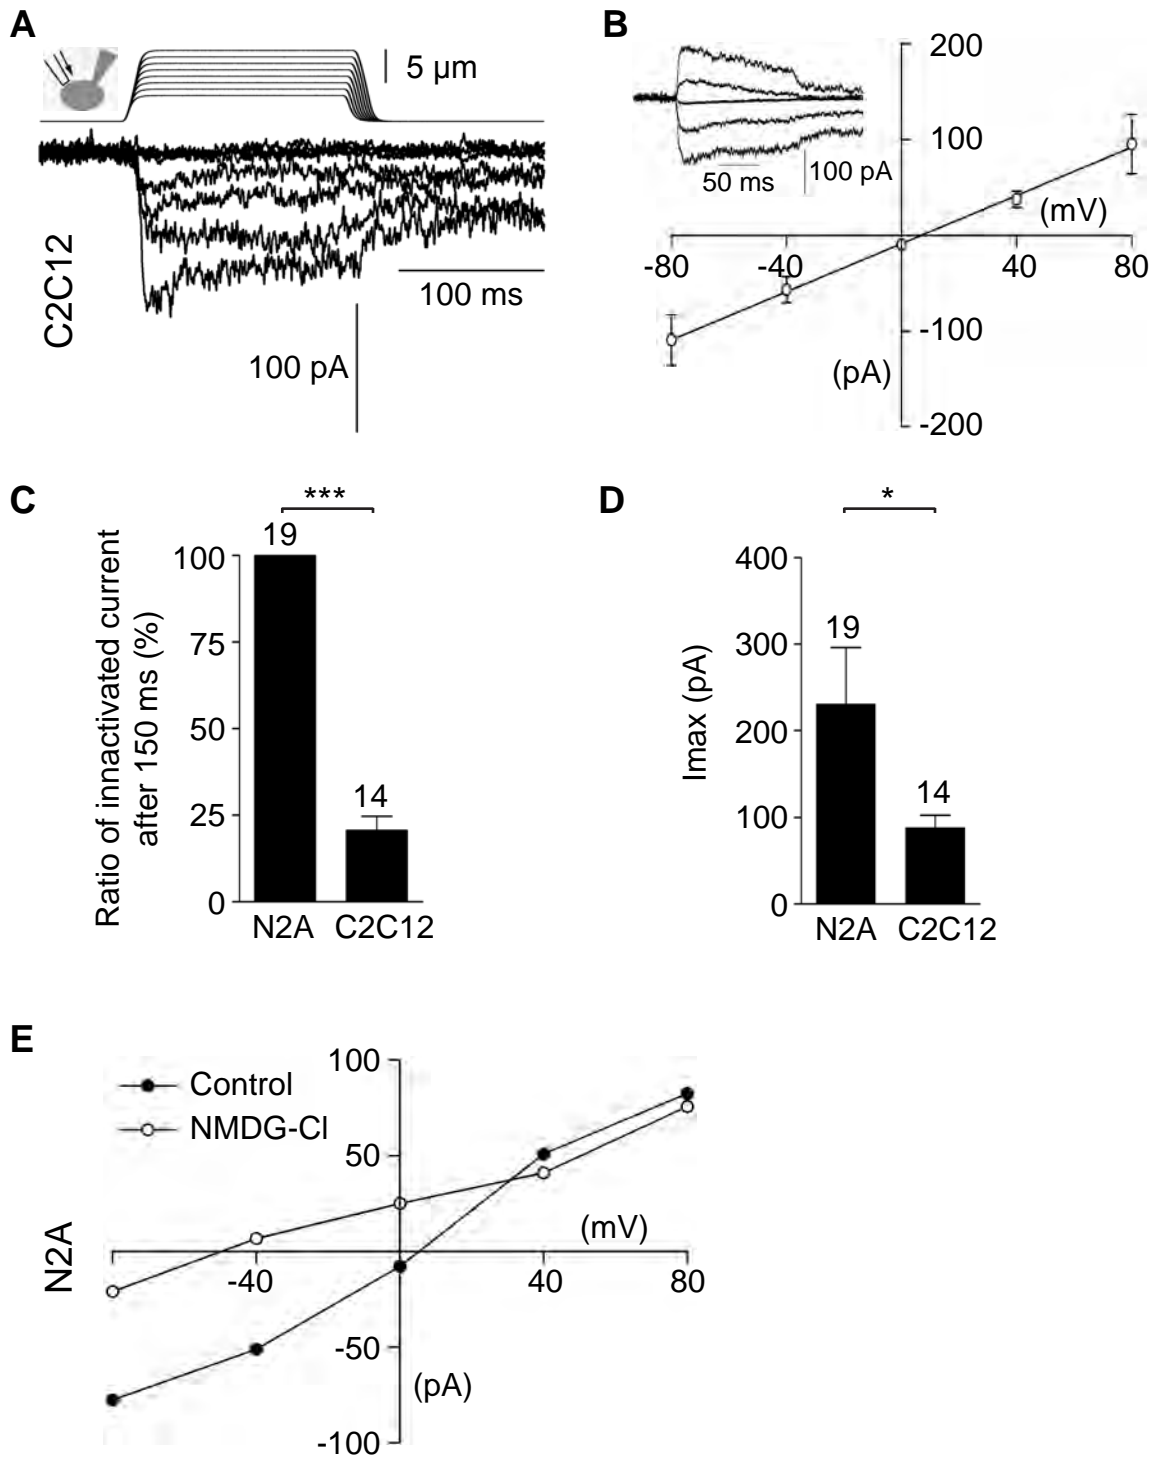 A
5 µm
C2C12
100 ms
100 pA
B
200
100
50 ms
100 pA
(mV)
-80
-40
40
80
-100
(pA)
-200
C
***
19
100
75
50
25
0
14
Ratio of innactivated current
after 150 ms (%)
N2A
C2C12
D
*
400
300
200
100
0
19
14
Imax (pA)
N2A
C2C12
E
100
Control
NMDG-Cl
50
(mV)
N2A
-40
40
80
-50
(pA)
-100